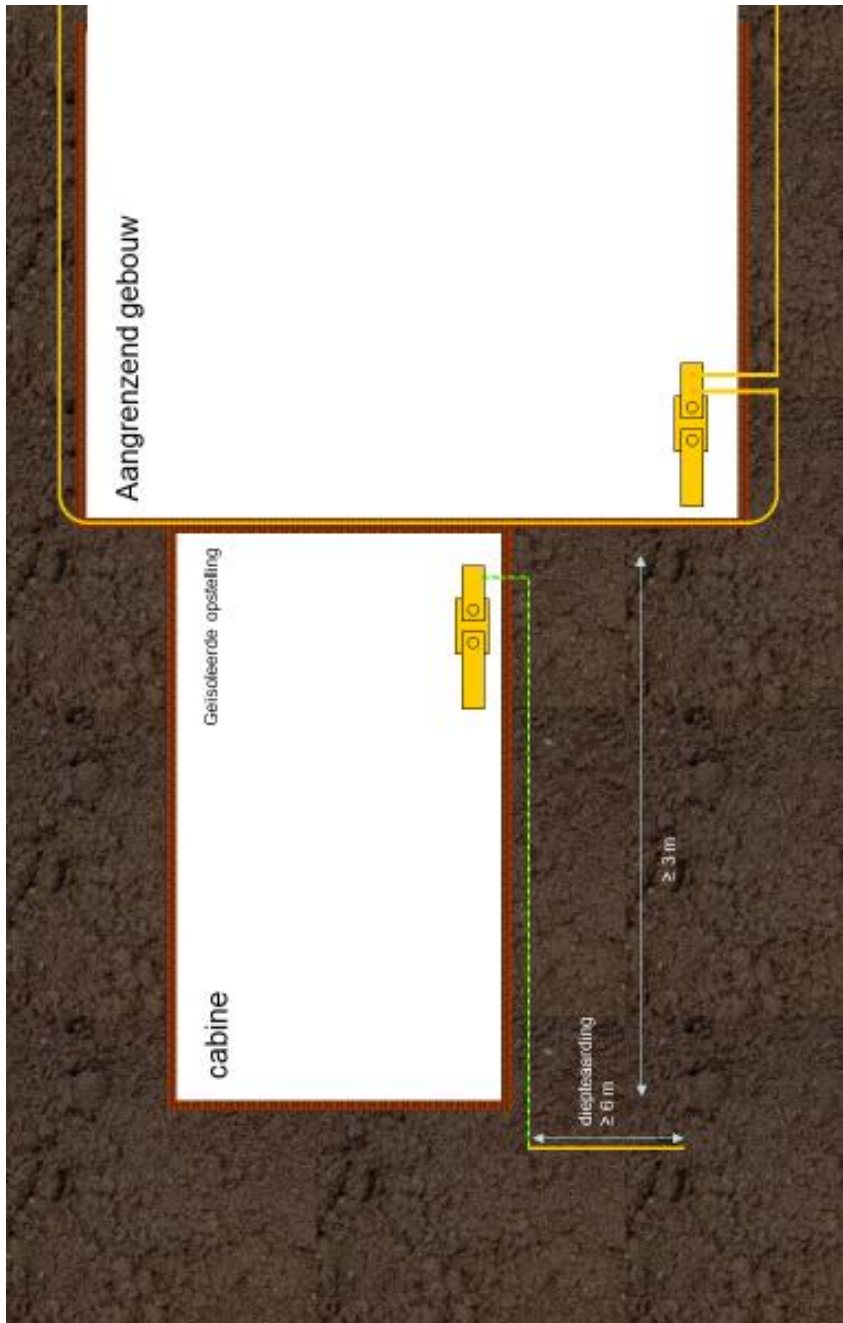 Aangrenzend gebouw
Geïsoleerde opstelling
cabine
≥ 3 m
diepteaarding
≥ 6 m